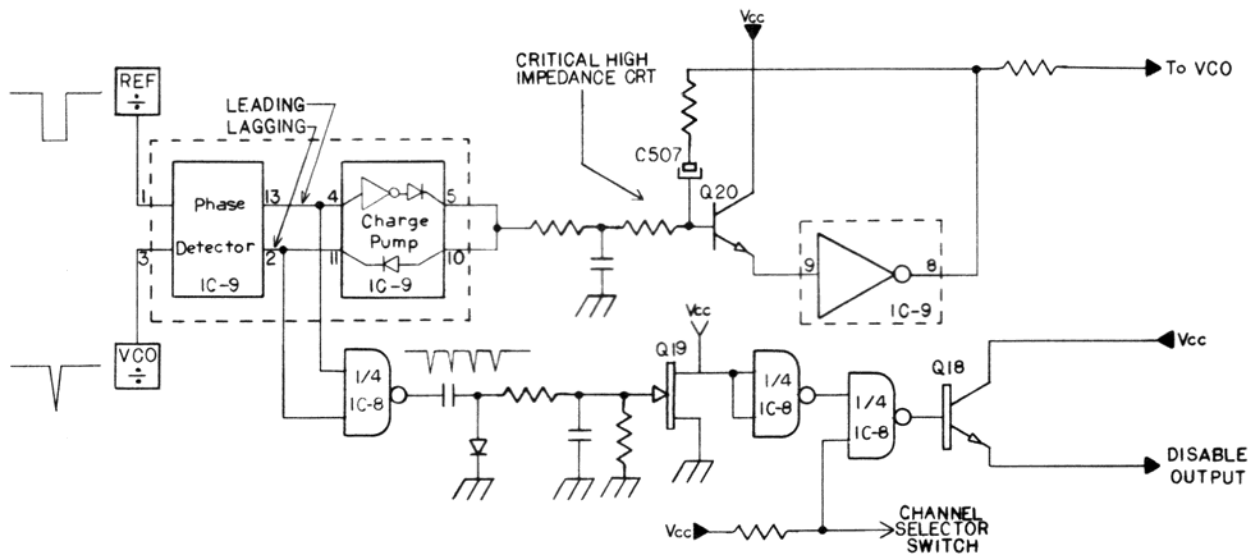 Vcc
CRITICAL HIGH
IMPEDANCE CRT
To VCO
REF
÷
LEADING
LAGGING
C507
Q20
1
13
4
5
Phase
Detector
Charge
Pump
3
2
11
10
IC-9
IC-9
9
8
IC-9
VCO
÷
1/4
IC-8
Vcc
Q19
1/4
IC-8
1/4
IC-8
Q18
Vcc
DISABLE
OUTPUT
Vcc
CHANNEL
SELECTOR
SWITCH